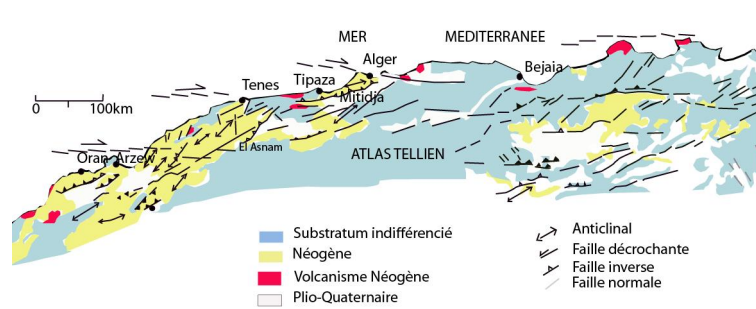 MER MEDITERRANEE
Alger
Bejaia
Tipaza
Tenes
Mitidja
0 100km
El Asnam
ATLAS TELLIEN
Oran Arzew
Substratum indifférencié
Néogène
Volcanisme Néogène
Plio-Quaternaire
Anticlinal
Faille décrochante
Faille inverse
Faille normale